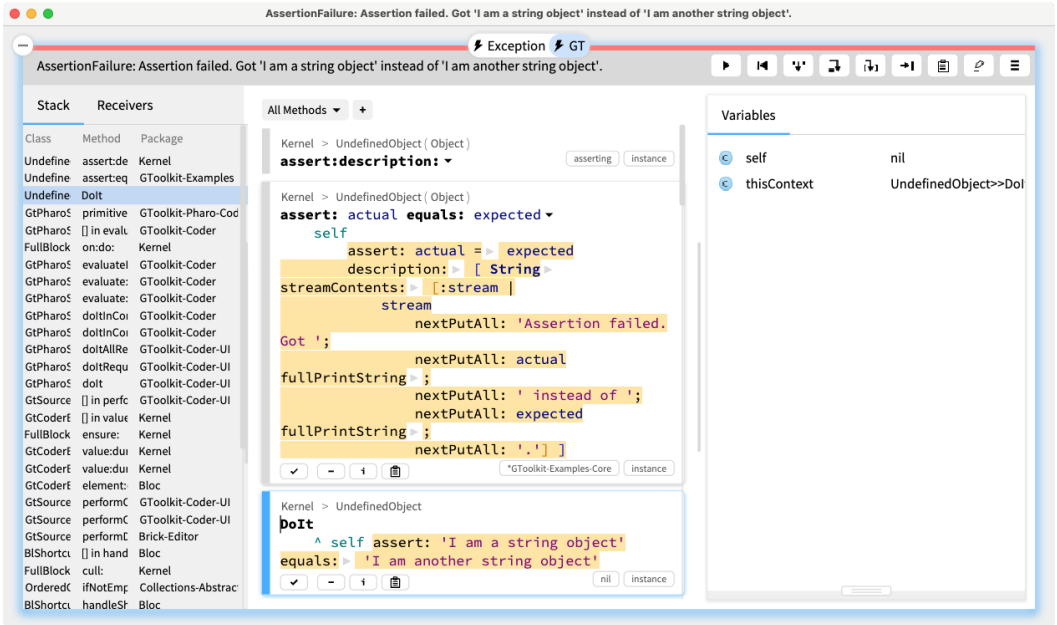 AssertionFailure: Assertion failed. Got 'I am a string object' instead of 'I am another string object'.
Exception GT
AssertionFailure: Assertion failed. Got 'I am a string object' instead of 'I am another string object'.
Stack Receivers
Class Method Package
Undefine assert:de Kernel
Undefine assert:eq GToolkit-Examples
Undefine DoIt
GtPharoS primitive GToolkit-Pharo-Cod
GtPharoS [] in evalu GToolkit-Coder
FullBlock on:do: Kernel
GtPharoS evaluatel GToolkit-Coder
GtPharoS evaluate: GToolkit-Coder
GtPharoS evaluate: GToolkit-Coder
GtPharoS doItInCor GToolkit-Coder
GtPharoS doItInCor GToolkit-Coder
GtPharoS doItAllRe GToolkit-Coder-UI
GtPharoS doItRequ GToolkit-Coder-UI
GtPharoS doIt GToolkit-Coder-UI
GtSource [] in perfc GToolkit-Coder-UI
GtCoderE [] in value Kernel
FullBlock ensure: Kernel
GtCoderE value:dur Kernel
GtCoderE value:dur Kernel
GtCoderE element: Bloc
GtSource performC GToolkit-Coder-UI
GtSource performC GToolkit-Coder-UI
GtSource performD Brick-Editor
BlShortcu [] in hand Bloc
FullBlock cull: Kernel
OrderedC ifNotEmp Collections-Abstrac
BlShortcu handleSh Bloc
All Methods +
Kernel > UndefinedObject ( Object )
assert:description:
asserting instance
Kernel > UndefinedObject ( Object )
assert: actual equals: expected
self
assert: actual = expected
description: [ String
streamContents: [:stream |
stream
nextPutAll: 'Assertion failed.
Got ';
nextPutAll: actual
fullPrintString ;
nextPutAll: ' instead of ';
nextPutAll: expected
fullPrintString ;
nextPutAll: '.'] ]
*GToolkit-Examples-Core instance
Kernel > UndefinedObject
DoIt
^ self assert: 'I am a string object'
equals: 'I am another string object'
nil instance
Variables
self nil
thisContext UndefinedObject>>DoI